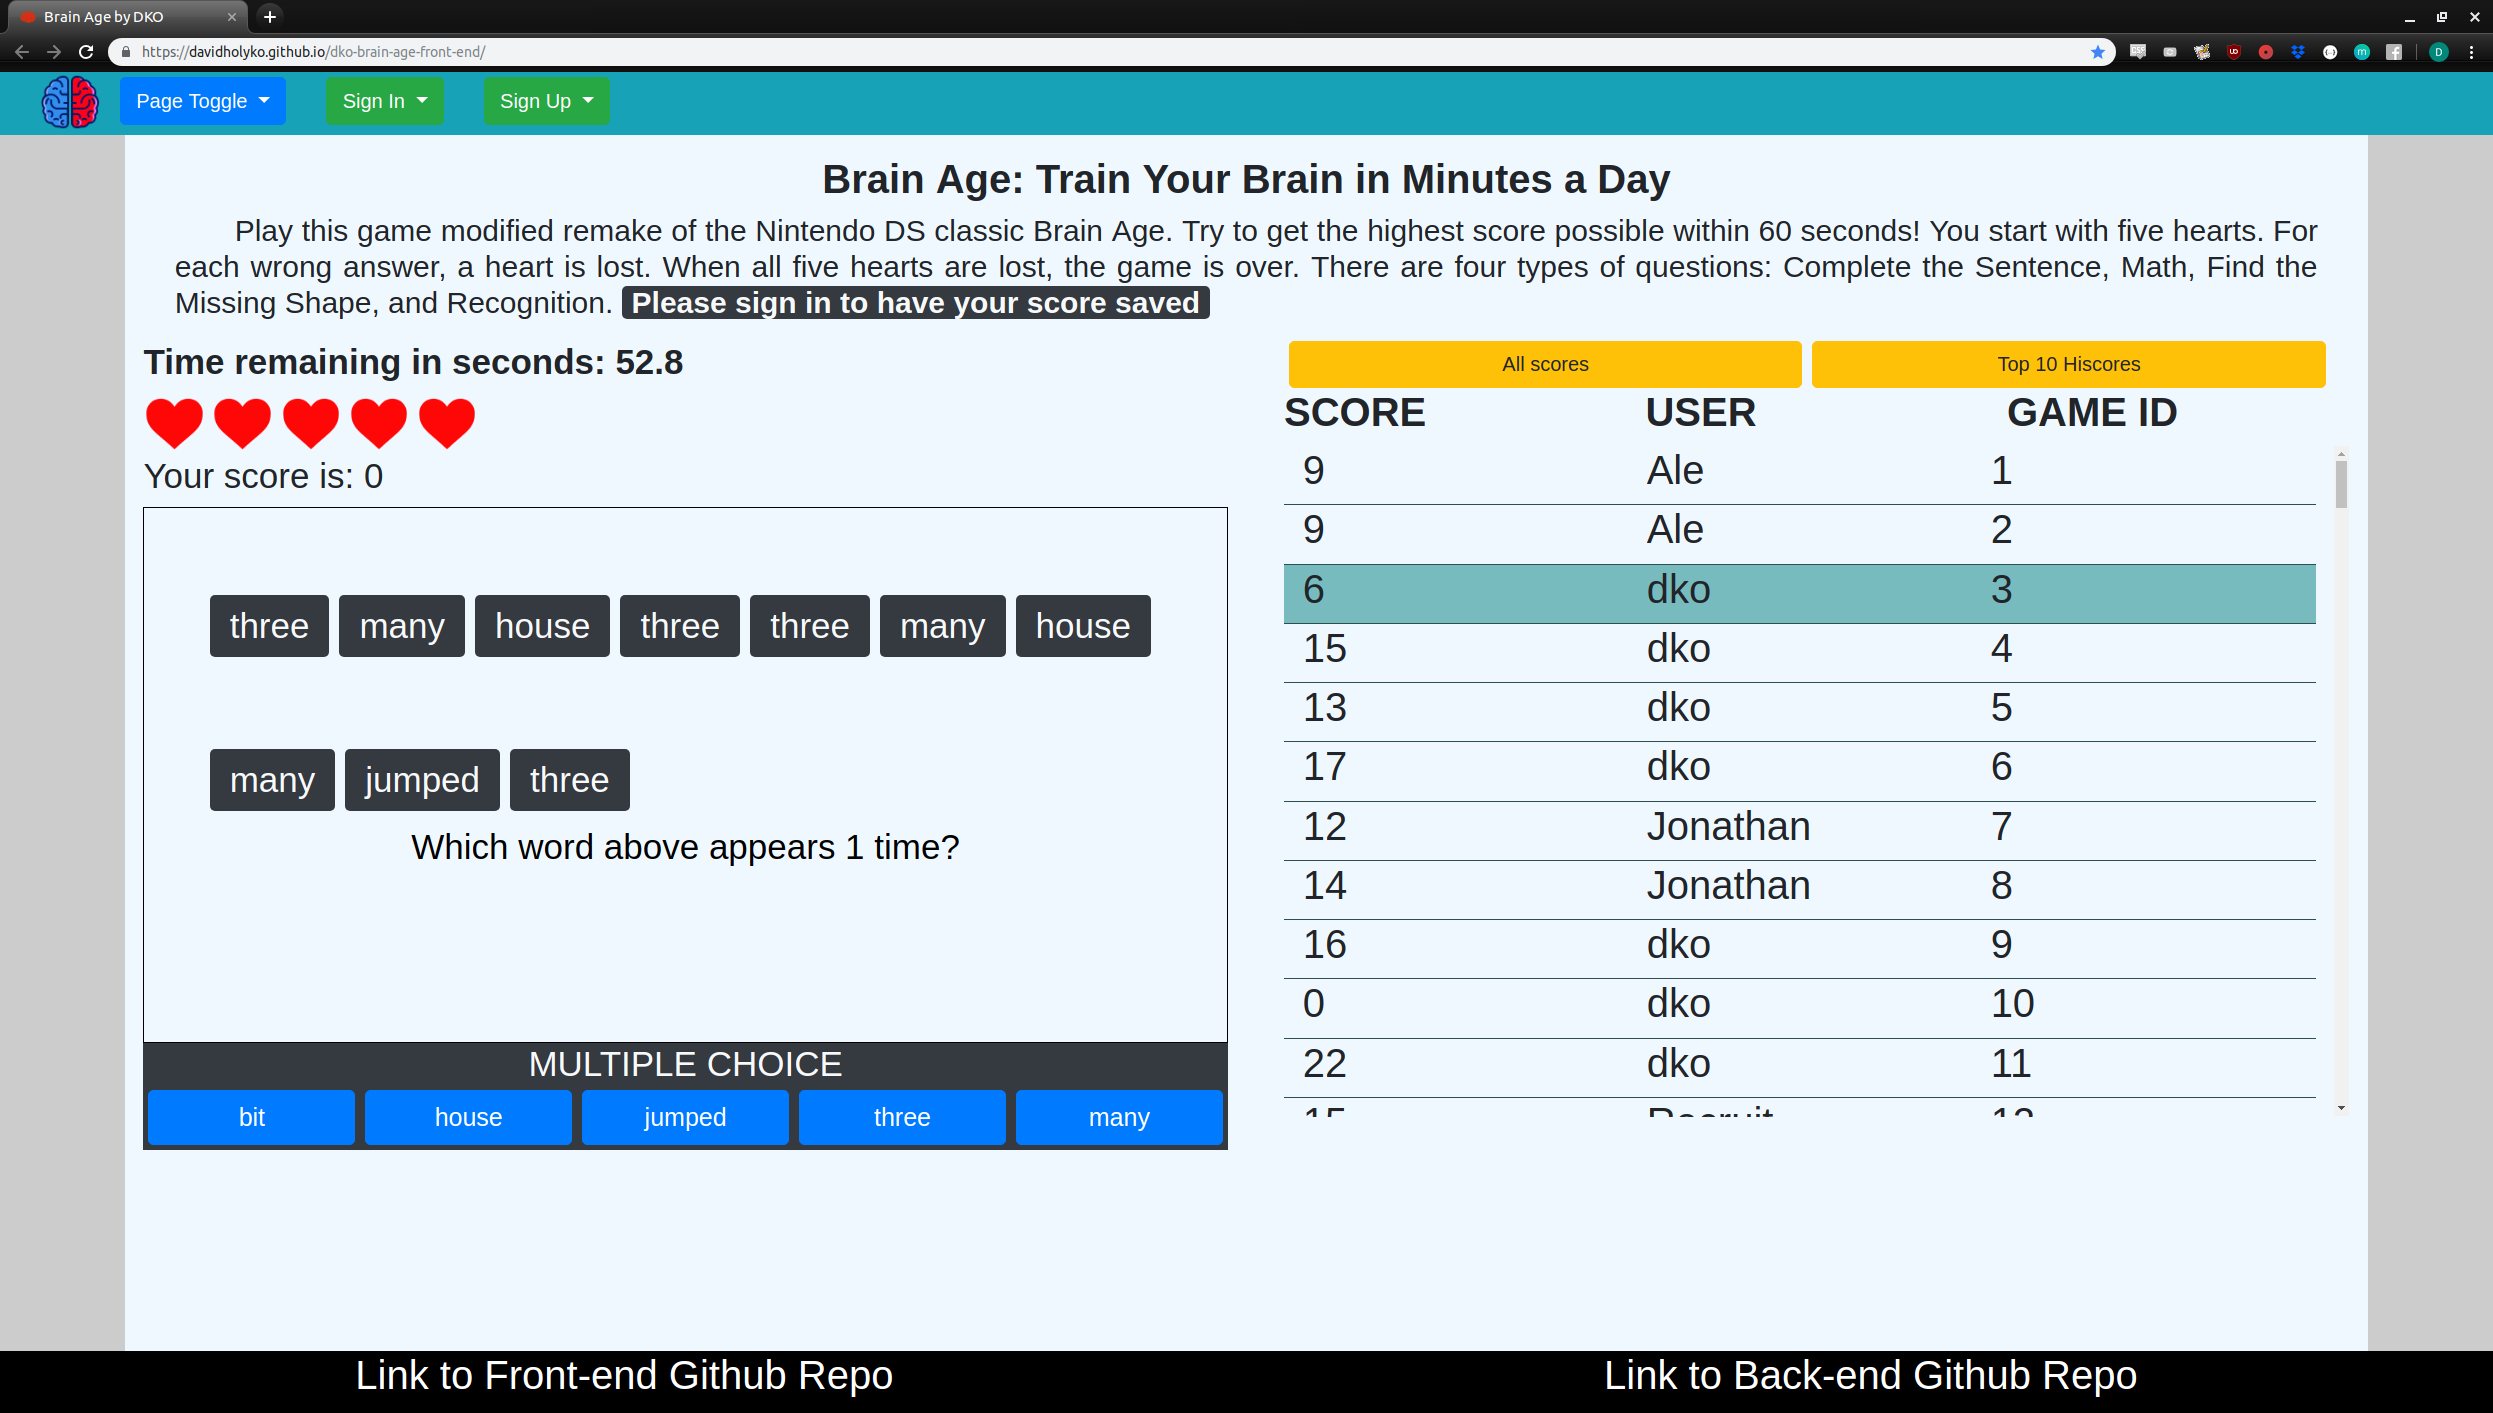 Brain Age by DKO
https://davidholyko.github.io/dko-brain-age-front-end/
Page Toggle
Sign In
Sign Up
Brain Age: Train Your Brain in Minutes a Day
Play this game modified remake of the Nintendo DS classic Brain Age. Try to get the highest score possible within 60 seconds! You start with five hearts. For
each wrong answer, a heart is lost. When all five hearts are lost, the game is over. There are four types of questions: Complete the Sentence, Math, Find the
Missing Shape, and Recognition. Please sign in to have your score saved
Time remaining in seconds: 52.8
Your score is: 0
three many house three three many house
many jumped three
Which word above appears 1 time?
MULTIPLE CHOICE
bit house jumped three many
All scores
Top 10 Hiscores
SCORE USER GAME ID
9 Ale 1
9 Ale 2
6 dko 3
15 dko 4
13 dko 5
17 dko 6
12 Jonathan 7
14 Jonathan 8
16 dko 9
0 dko 10
22 dko 11
15 Recruit 12
Link to Front-end Github Repo
Link to Back-end Github Repo